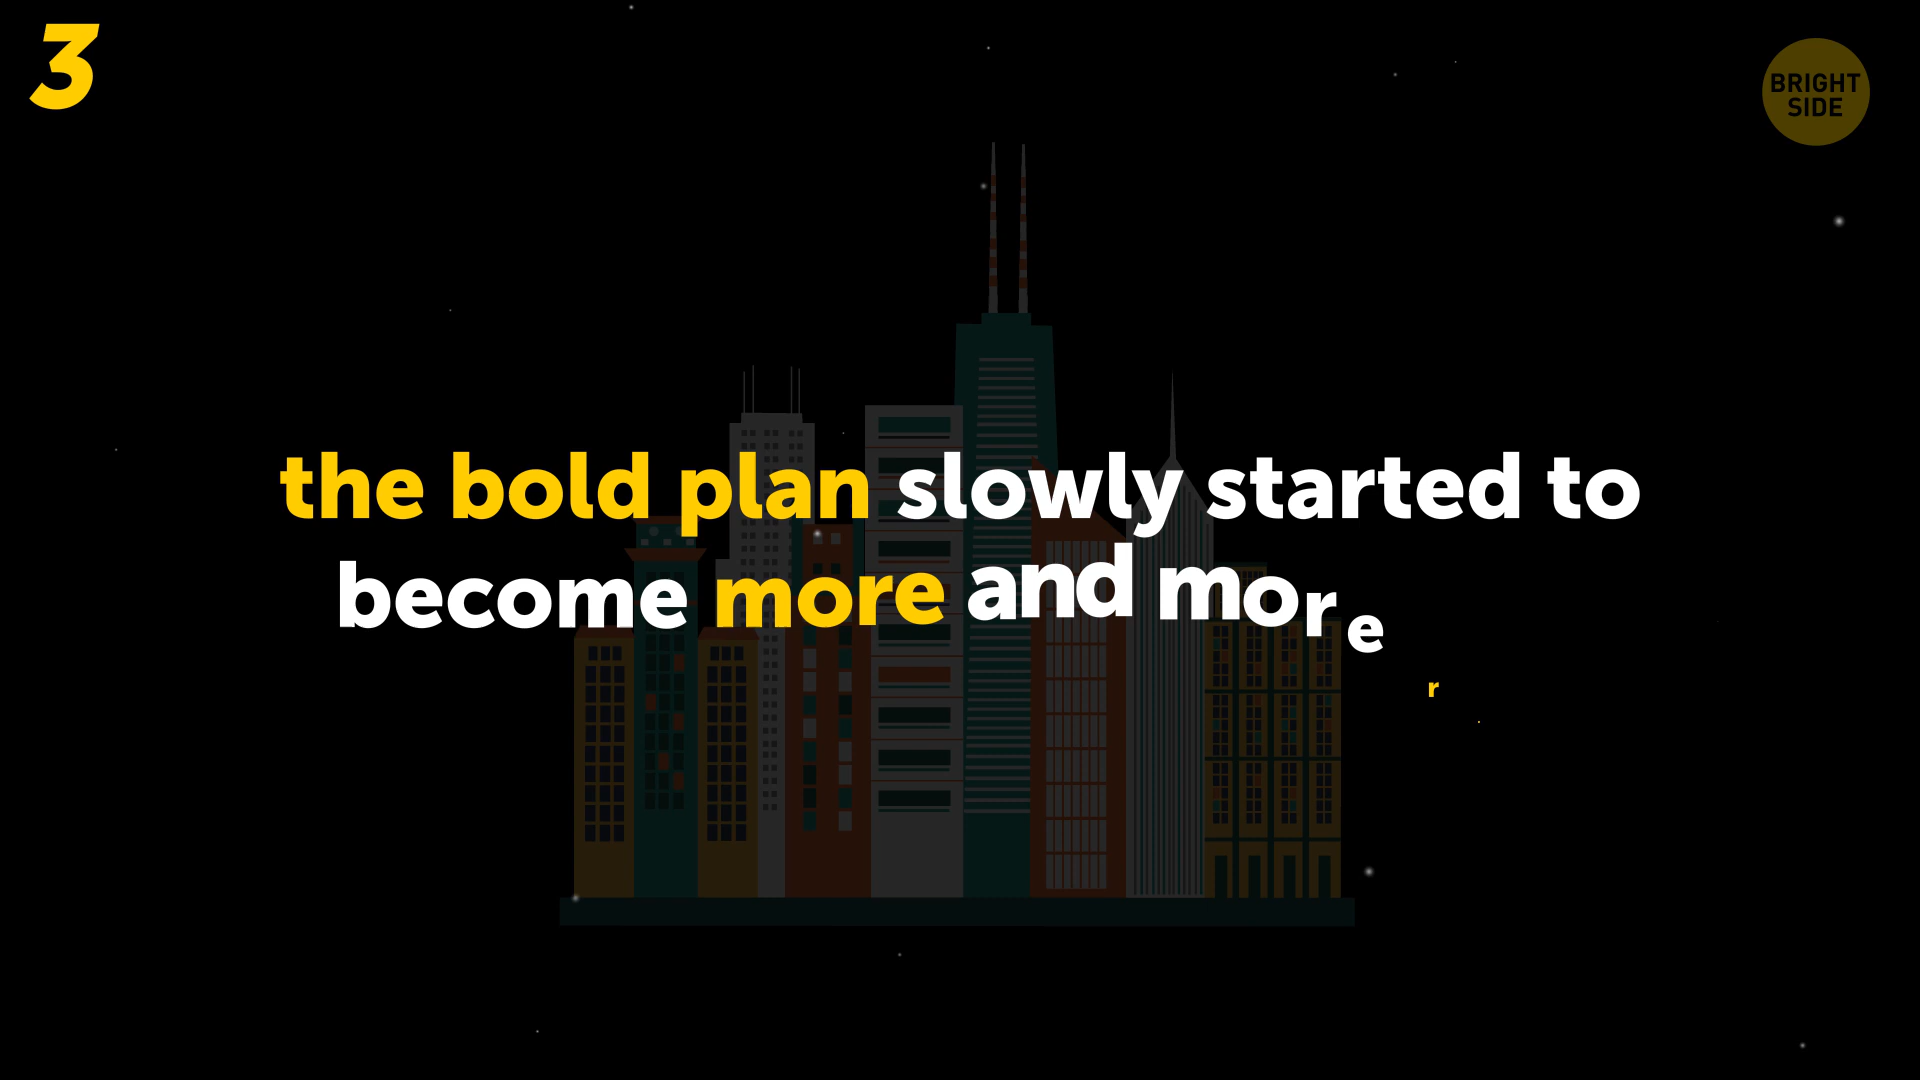 3
BRIGHT
SIDE
the bold plan slowly started to
become more and more r